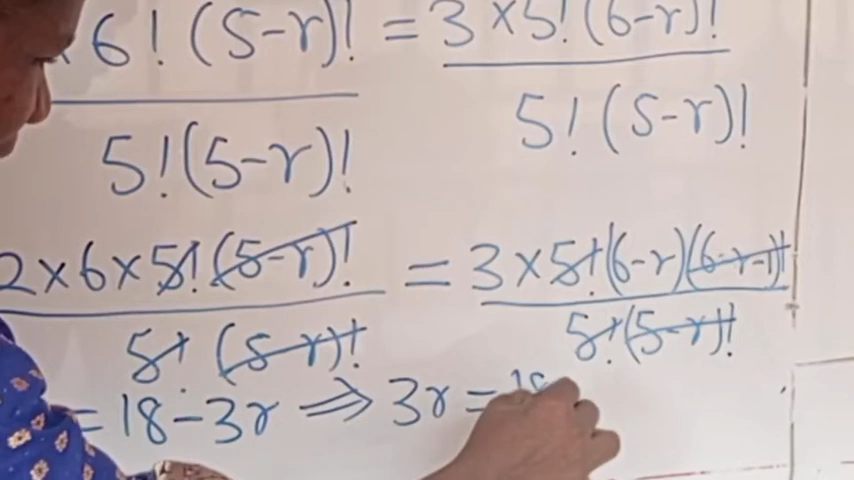 6! (5-r)! = 3 × 5! (6-r)!
5! (5-r)! 5! (5-r)!
2 × 6 × 5! (5-r)! = 3 × 5! (6-r)(6-r-1)!
5! (5-r)! 5! (5-r)!
= 18 - 3r ⇒ 3r = 18